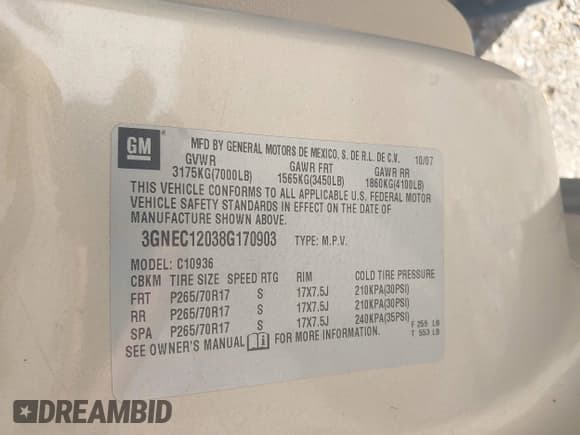 GM
MFD BY GENERAL MOTORS DE MEXICO, S. DE R.L. DE C.V. 10/07
GVWR GAWR FRT GAWR RR
3175KG(7000LB) 1565KG(3450LB) 1860KG(4100LB)
THIS VEHICLE CONFORMS TO ALL APPLICABLE U.S. FEDERAL MOTOR
VEHICLE SAFETY STANDARDS IN EFFECT ON THE DATE OF
MANUFACTURE SHOWN ABOVE.
3GNEC12038G170903 TYPE: M.P.V.
MODEL: C10936
CBKM TIRE SIZE SPEED RTG RIM COLD TIRE PRESSURE
FRT P265/70R17 S 17X7.5J 210KPA(30PSI)
RR P265/70R17 S 17X7.5J 210KPA(30PSI)
SPA P265/70R17 S 17X7.5J 240KPA(35PSI)
F 255 LB
T 553 LB
SEE OWNER'S MANUAL FOR MORE INFORMATION.
DREAMBID